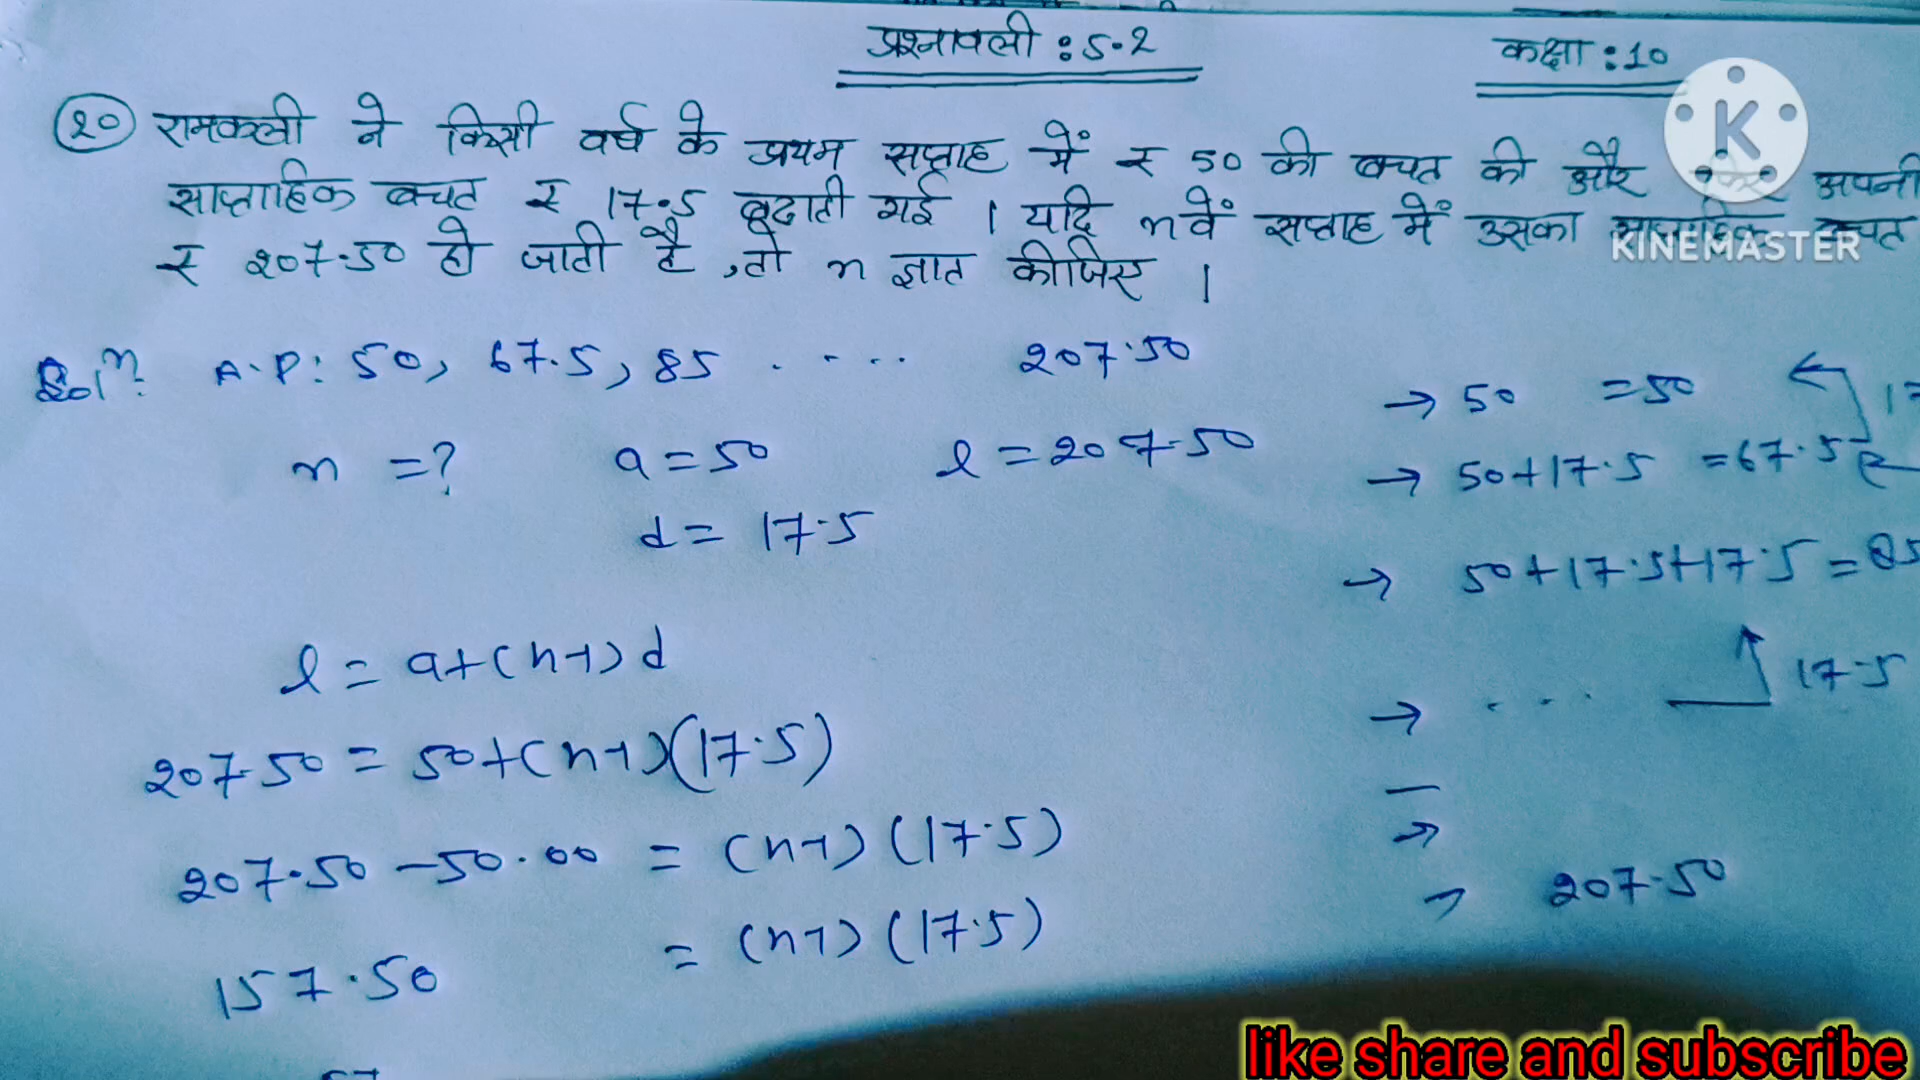 प्रश्नावली : 5.2
कक्षा : 10
20 रामकली ने किसी वर्ष के प्रथम सप्ताह में ₹ 50 की बचत की और अपनी
साप्ताहिक बचत ₹ 17.5 बढ़ाती गई । यदि n वें सप्ताह में उसका साप्ताहिक बचत
₹ 207.50 हो जाती है , तो n ज्ञात कीजिए ।
Solⁿ: A.P: 50, 67.5, 85 . . . . 207.50
n = ? a = 50 l = 207.50
d = 17.5
l = a+(n-1) d
207.50 = 50+(n-1)(17.5)
207.50 - 50.00 = (n-1) (17.5)
157.50 = (n-1) (17.5)
→ 50 = 50
→ 50+17.5 = 67.5
→ 50+17.5+17.5 = 85
→ . . . 17.5
–
→
→ 207.50
K
KINEMASTER
like share and subscribe